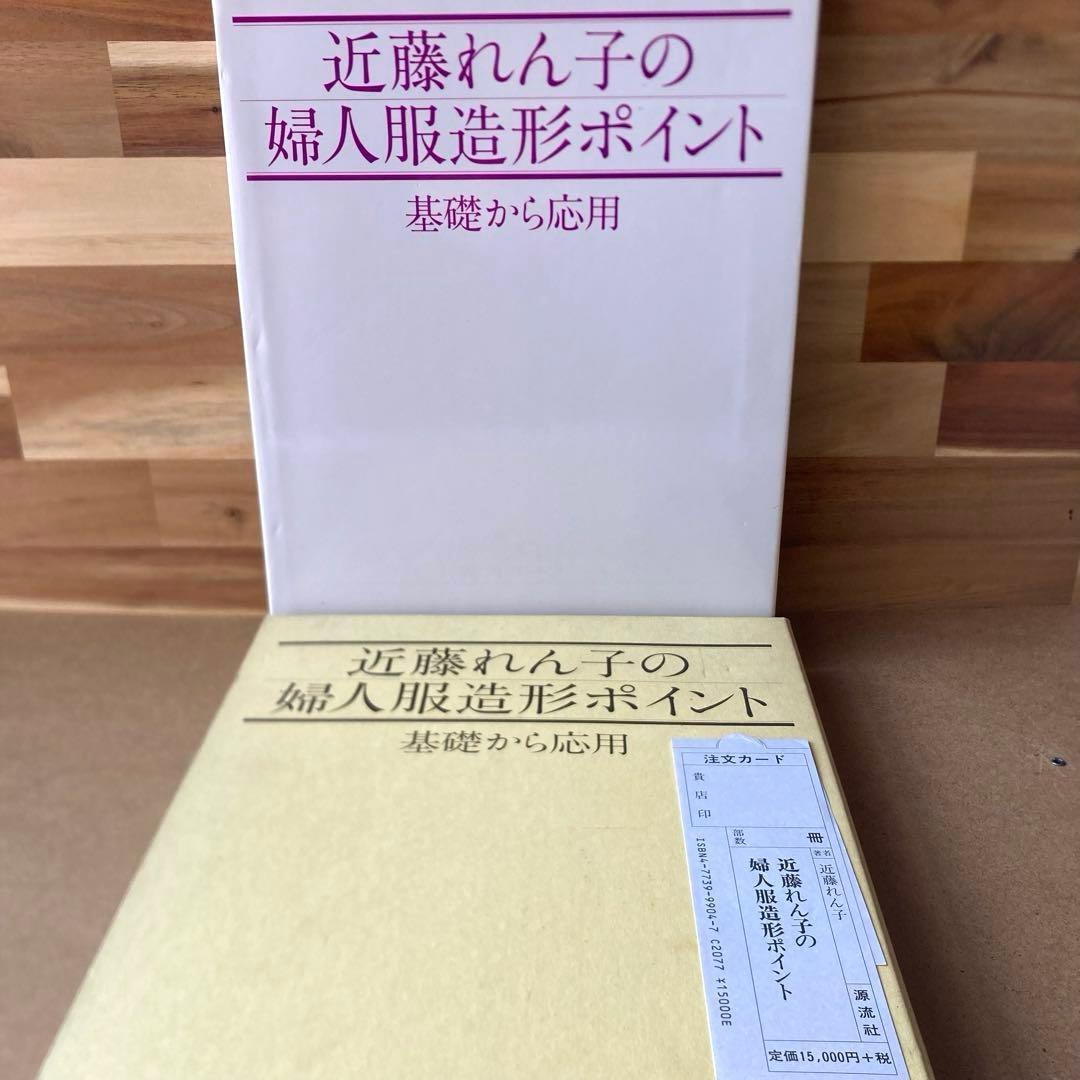 近藤れん子の
婦人服造形ポイント
基礎から応用
近藤れん子の
婦人服造形ポイント
基礎から応用
注文カード
貴店印
部数
冊
著者
近藤れん子
近藤れん子の
婦人服造形ポイント
源流社
ISBN4-7739-9904-7 C2077 ¥15000E
定価15,000円+税